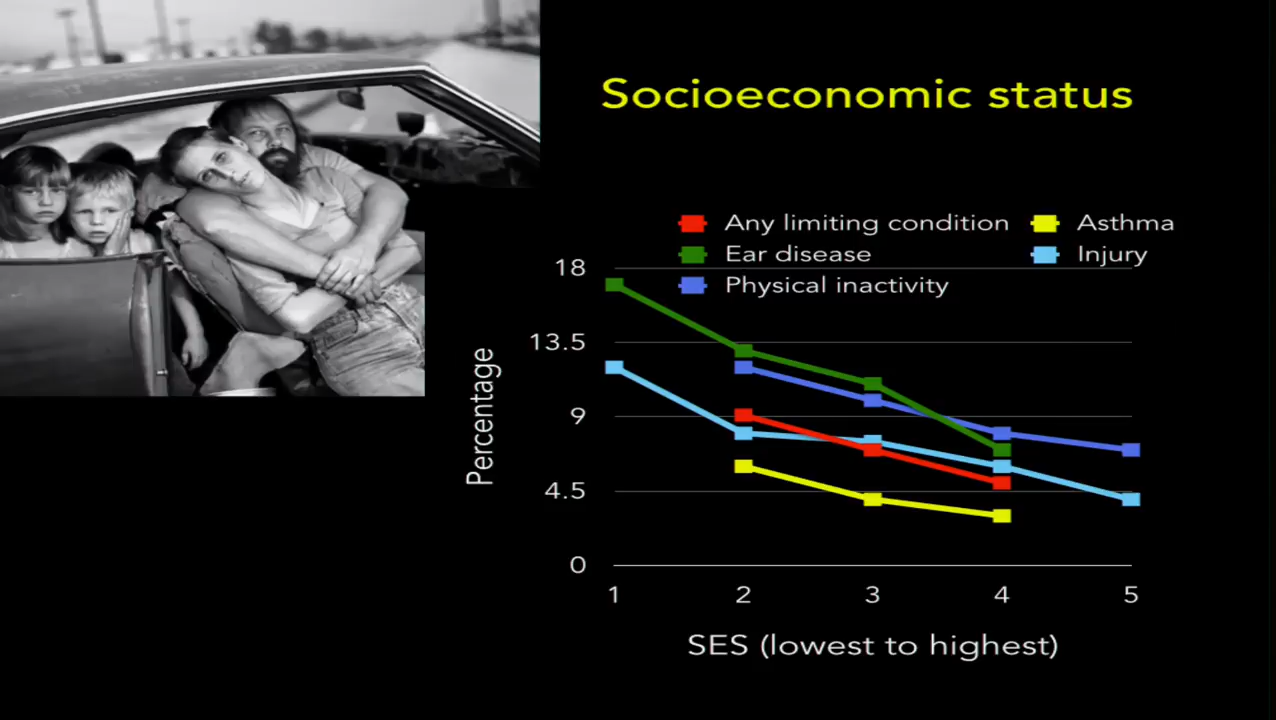 Socioeconomic status
Any limiting condition
Asthma
Ear disease
Injury
Physical inactivity
18
13.5
9
4.5
0
Percentage
1 2 3 4 5
SES (lowest to highest)